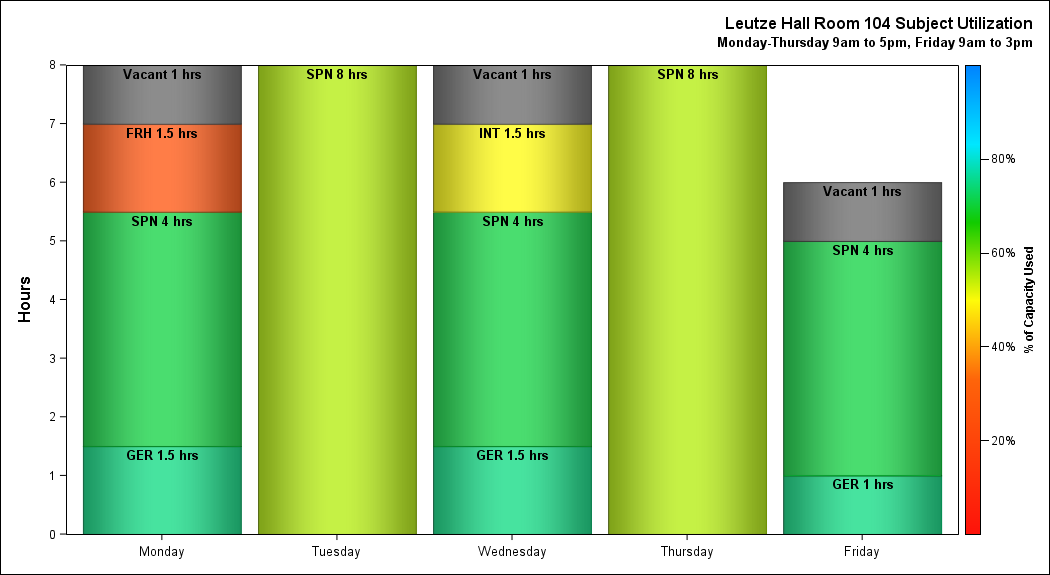 Leutze Hall Room 104 Subject Utilization
Monday-Thursday 9am to 5pm, Friday 9am to 3pm
Hours
8
7
6
5
4
3
2
1
0
Vacant 1 hrs
FRH 1.5 hrs
SPN 4 hrs
GER 1.5 hrs
SPN 8 hrs
Vacant 1 hrs
INT 1.5 hrs
SPN 4 hrs
GER 1.5 hrs
SPN 8 hrs
Vacant 1 hrs
SPN 4 hrs
GER 1 hrs
Monday
Tuesday
Wednesday
Thursday
Friday
80%
60%
40%
20%
% of Capacity Used